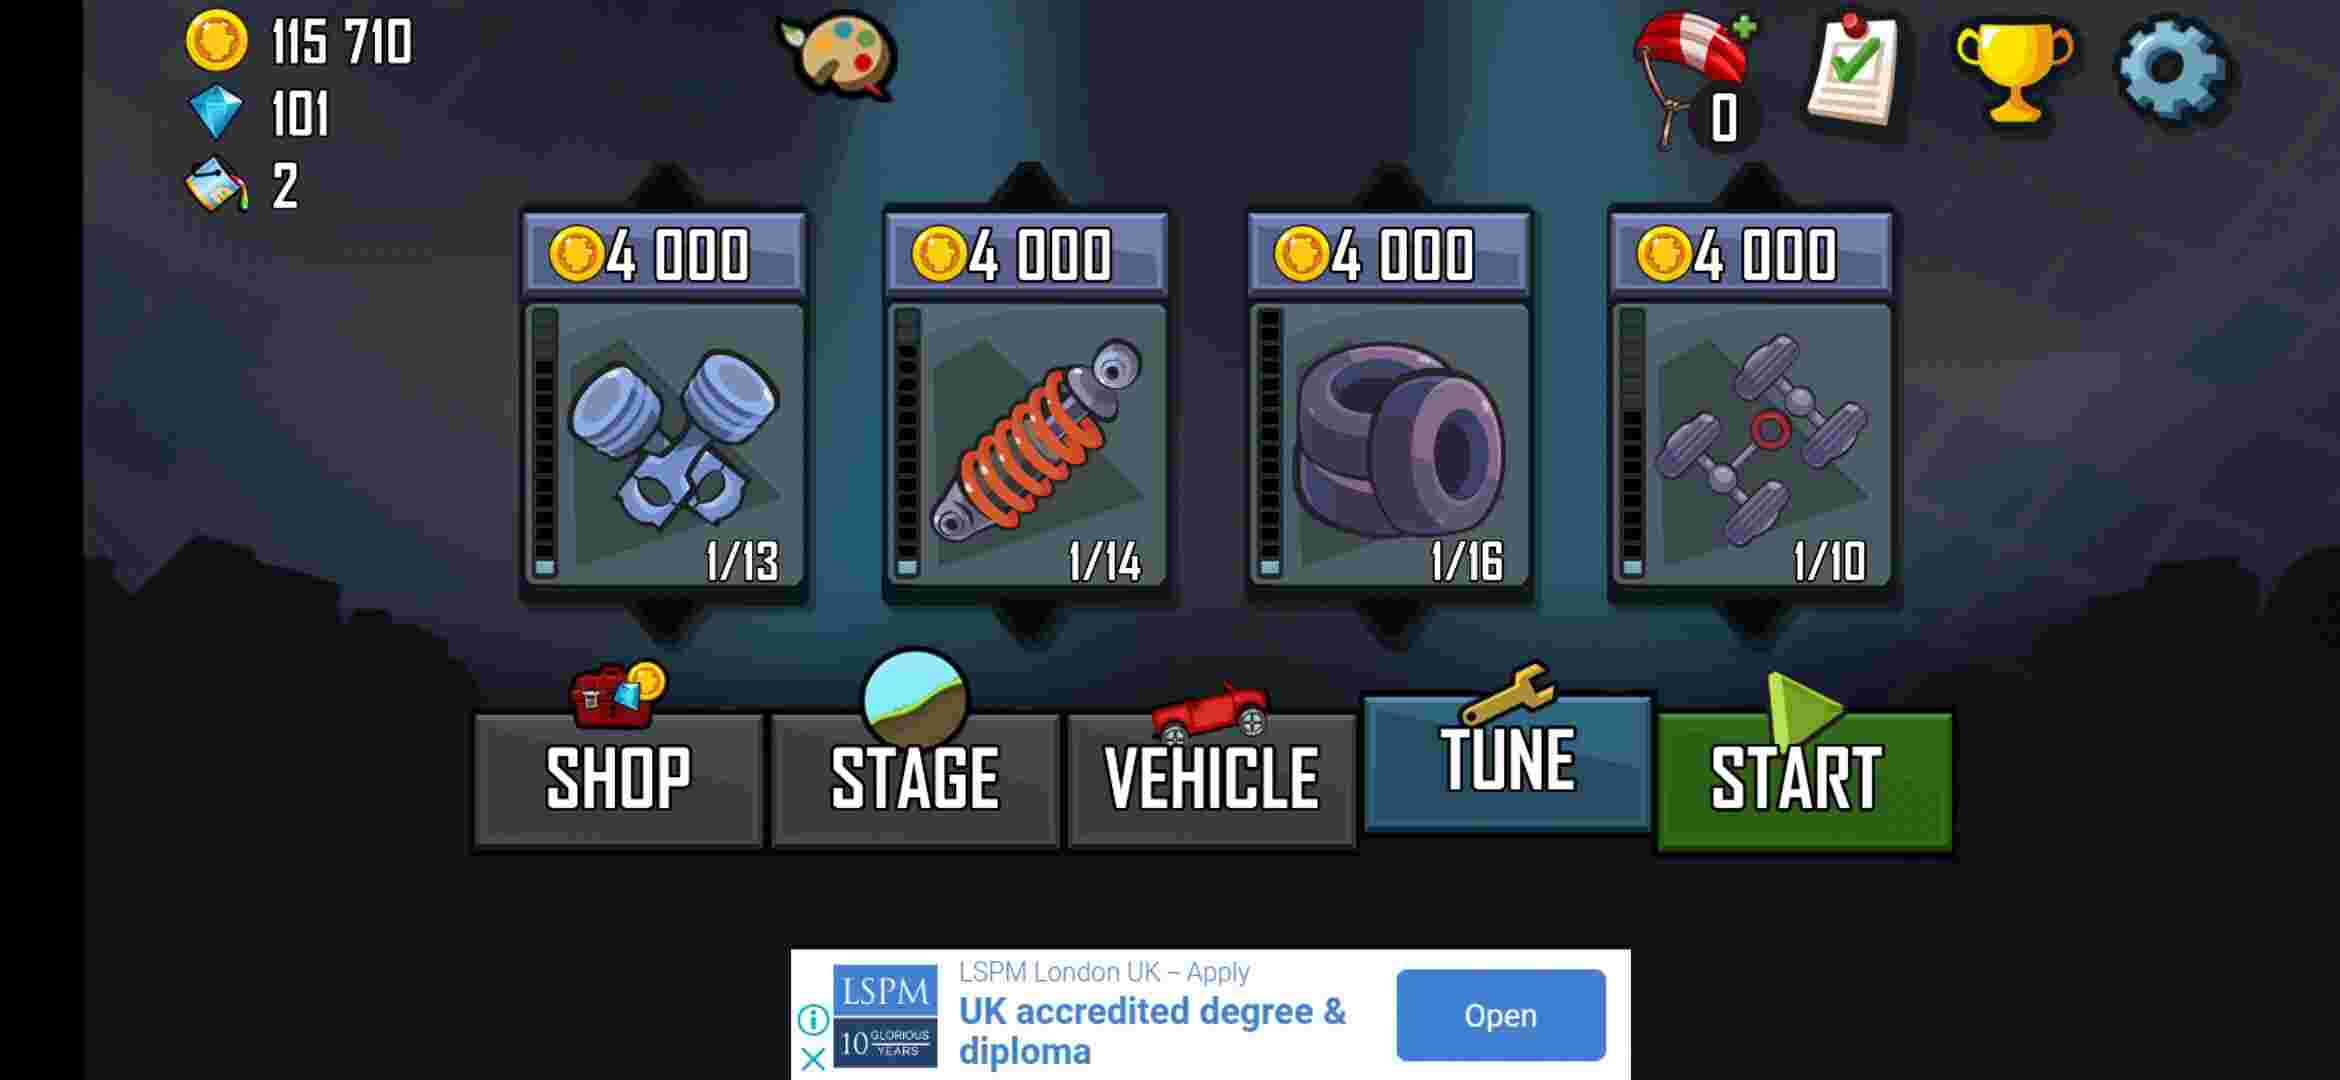 115 710
101
2
0
4 000
4 000
4 000
4 000
1/13
1/14
1/16
1/10
SHOP
STAGE
VEHICLE
TUNE
START
LSPM
10 GLORIOUS YEARS
LSPM London UK – Apply
UK accredited degree &
diploma
Open